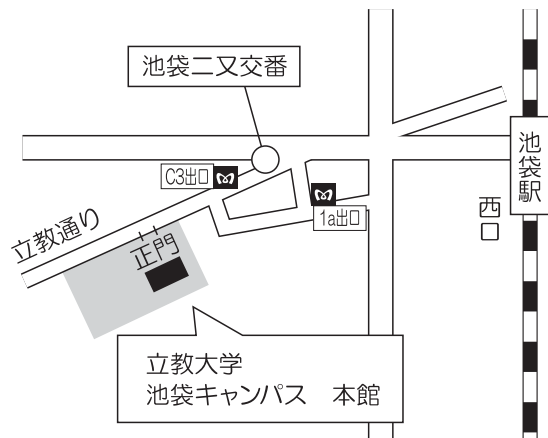 池袋二又交番
C3出口
1a出口
池袋駅
西口
立教通り
正門
立教大学
池袋キャンパス 本館